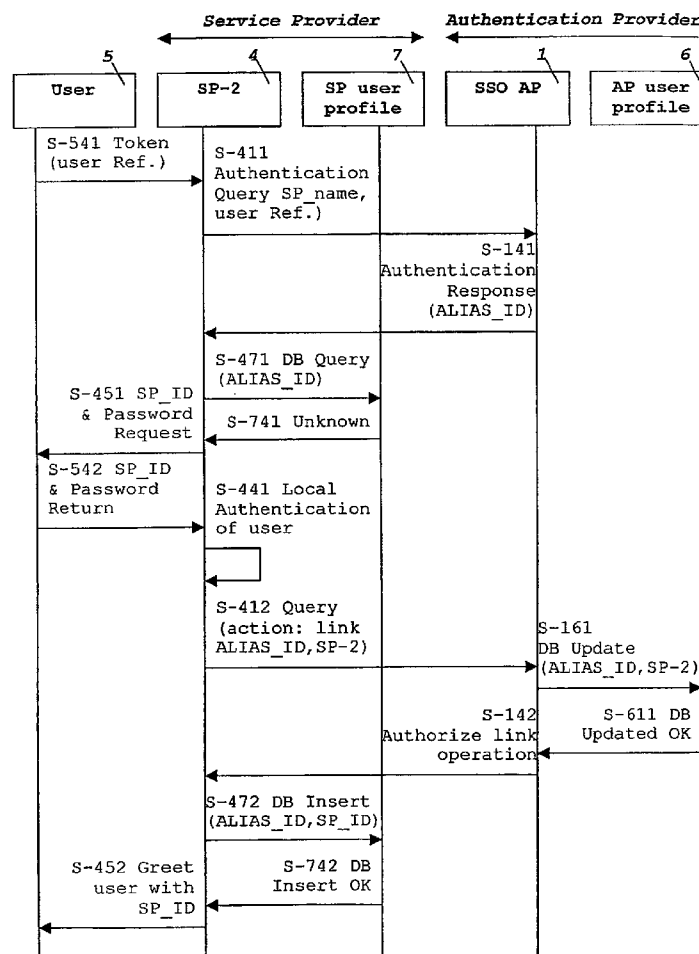 Service Provider
Authentication Provider
5
4
7
1
6
User
SP-2
SP user
profile
SSO AP
AP user
profile
S-541 Token
(user Ref.)
S-411
Authentication
Query SP_name,
user Ref.)
S-141
Authentication
Response
(ALIAS_ID)
S-471 DB Query
(ALIAS_ID)
S-451 SP_ID
& Password
Request
S-741 Unknown
S-542 SP_ID
& Password
Return
S-441 Local
Authentication
of user
S-412 Query
(action: link
ALIAS_ID,SP-2)
S-161
DB Update
(ALIAS_ID,SP-2)
S-142
Authorize link
operation
S-611 DB
Updated OK
S-472 DB Insert
(ALIAS_ID,SP_ID)
S-452 Greet
user with
SP_ID
S-742 DB
Insert OK